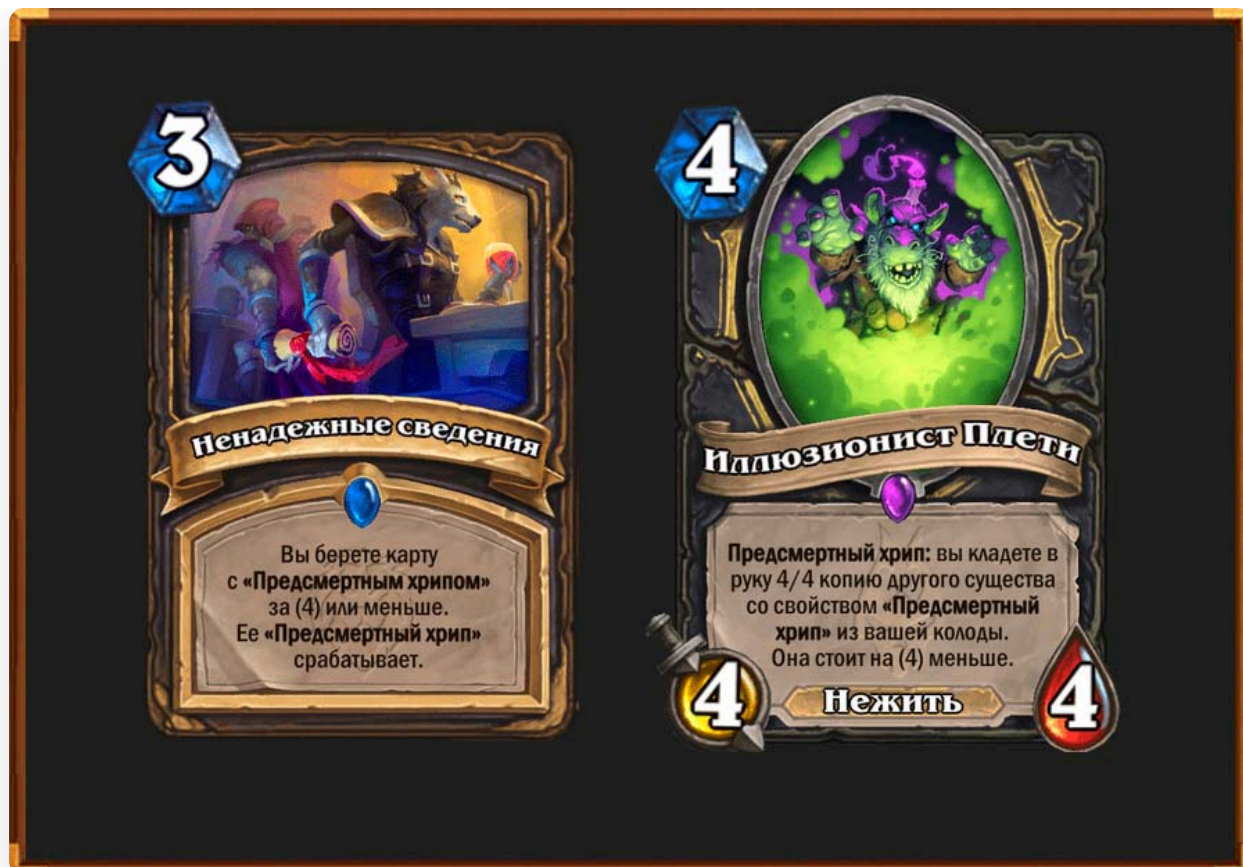 3
Ненадежные сведения
Вы берете карту
с «Предсмертным хрипом»
за (4) или меньше.
Ее «Предсмертный хрип»
срабатывает.
4
Иллюзионист Плети
Предсмертный хрип: вы кладете в
руку 4/4 копию другого существа
со свойством «Предсмертный
хрип» из вашей колоды.
Она стоит на (4) меньше.
4
Нежить
4